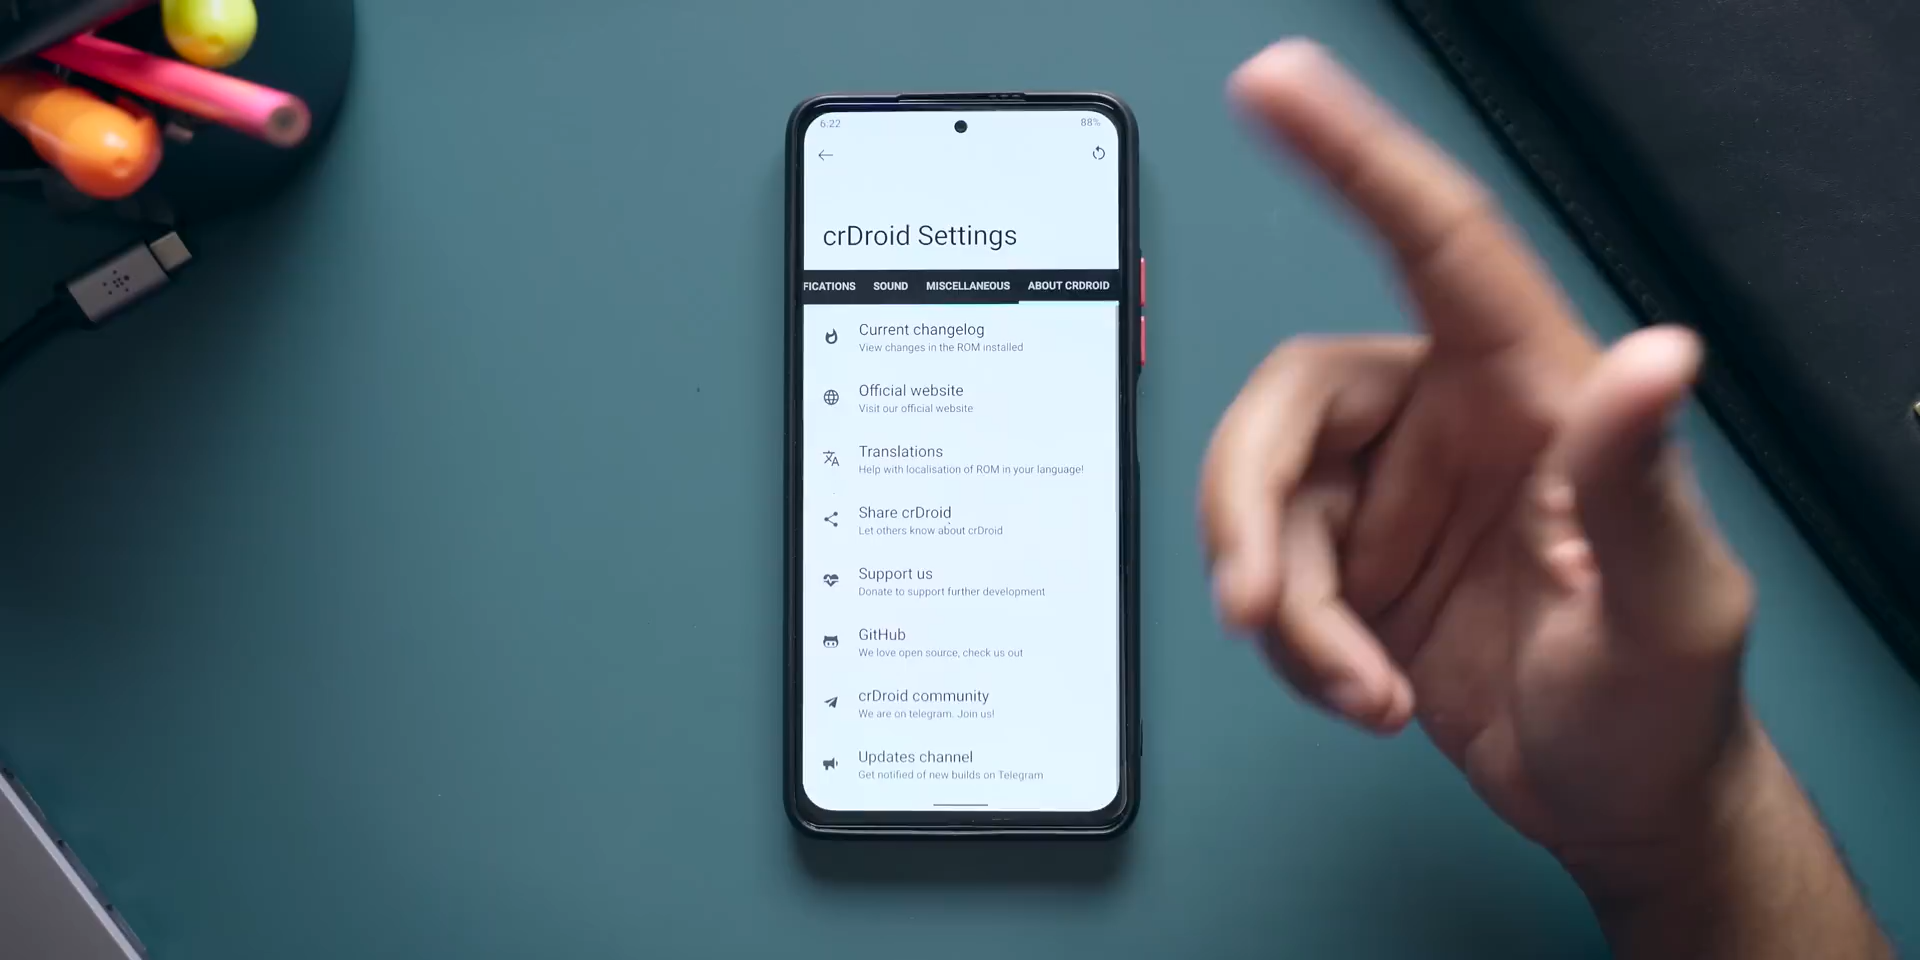 6:22
88%
crDroid Settings
FICATIONS SOUND MISCELLANEOUS ABOUT CRDROID
Current changelog
View changes in the ROM installed
Official website
Visit our official website
Translations
Help with localisation of ROM in your language!
Share crDroid
Let others know about crDroid
Support us
Donate to support further development
GitHub
We love open source, check us out
crDroid community
We are on telegram. Join us!
Updates channel
Get notified of new builds on Telegram